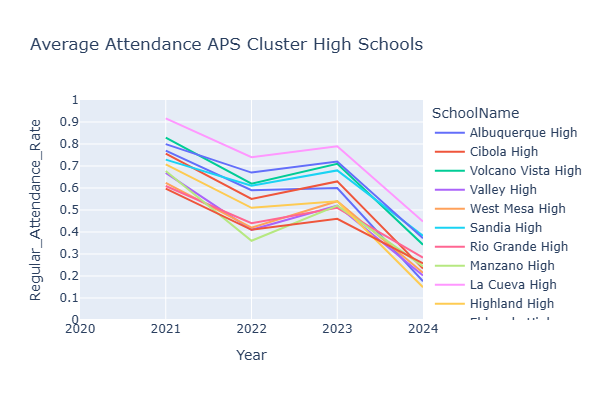 Average Attendance APS Cluster High Schools
Regular_Attendance_Rate
1
0.9
0.8
0.7
0.6
0.5
0.4
0.3
0.2
0.1
0
2020
2021
2022
2023
2024
Year
SchoolName
Albuquerque High
Cibola High
Volcano Vista High
Valley High
West Mesa High
Sandia High
Rio Grande High
Manzano High
La Cueva High
Highland High